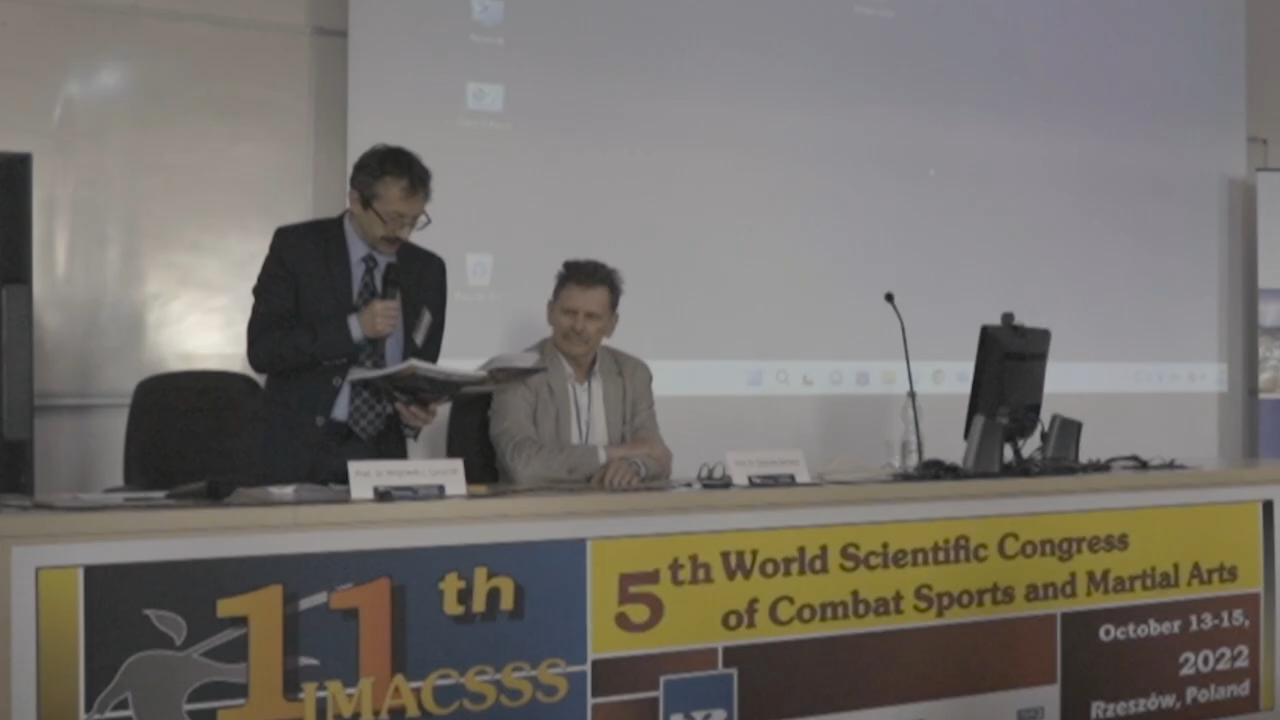 11th
IMACSSS
5th World Scientific Congress
of Combat Sports and Martial Arts
October 13-15,
2022
Rzeszów, Poland